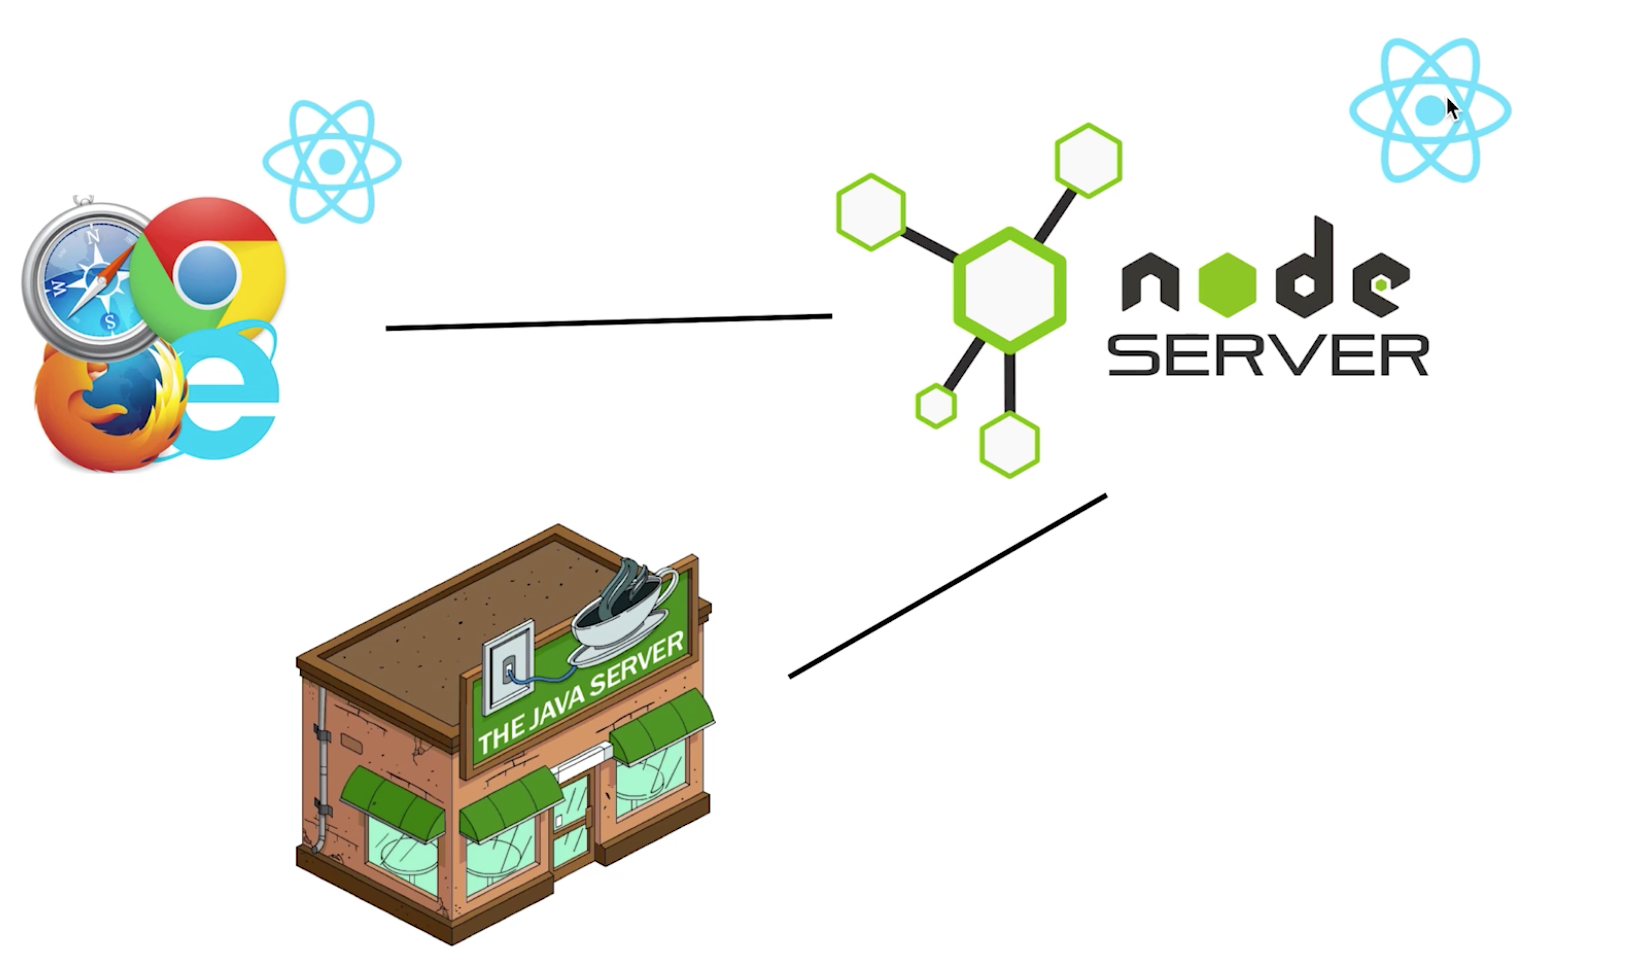 N
W
S
node
SERVER
THE JAVA SERVER